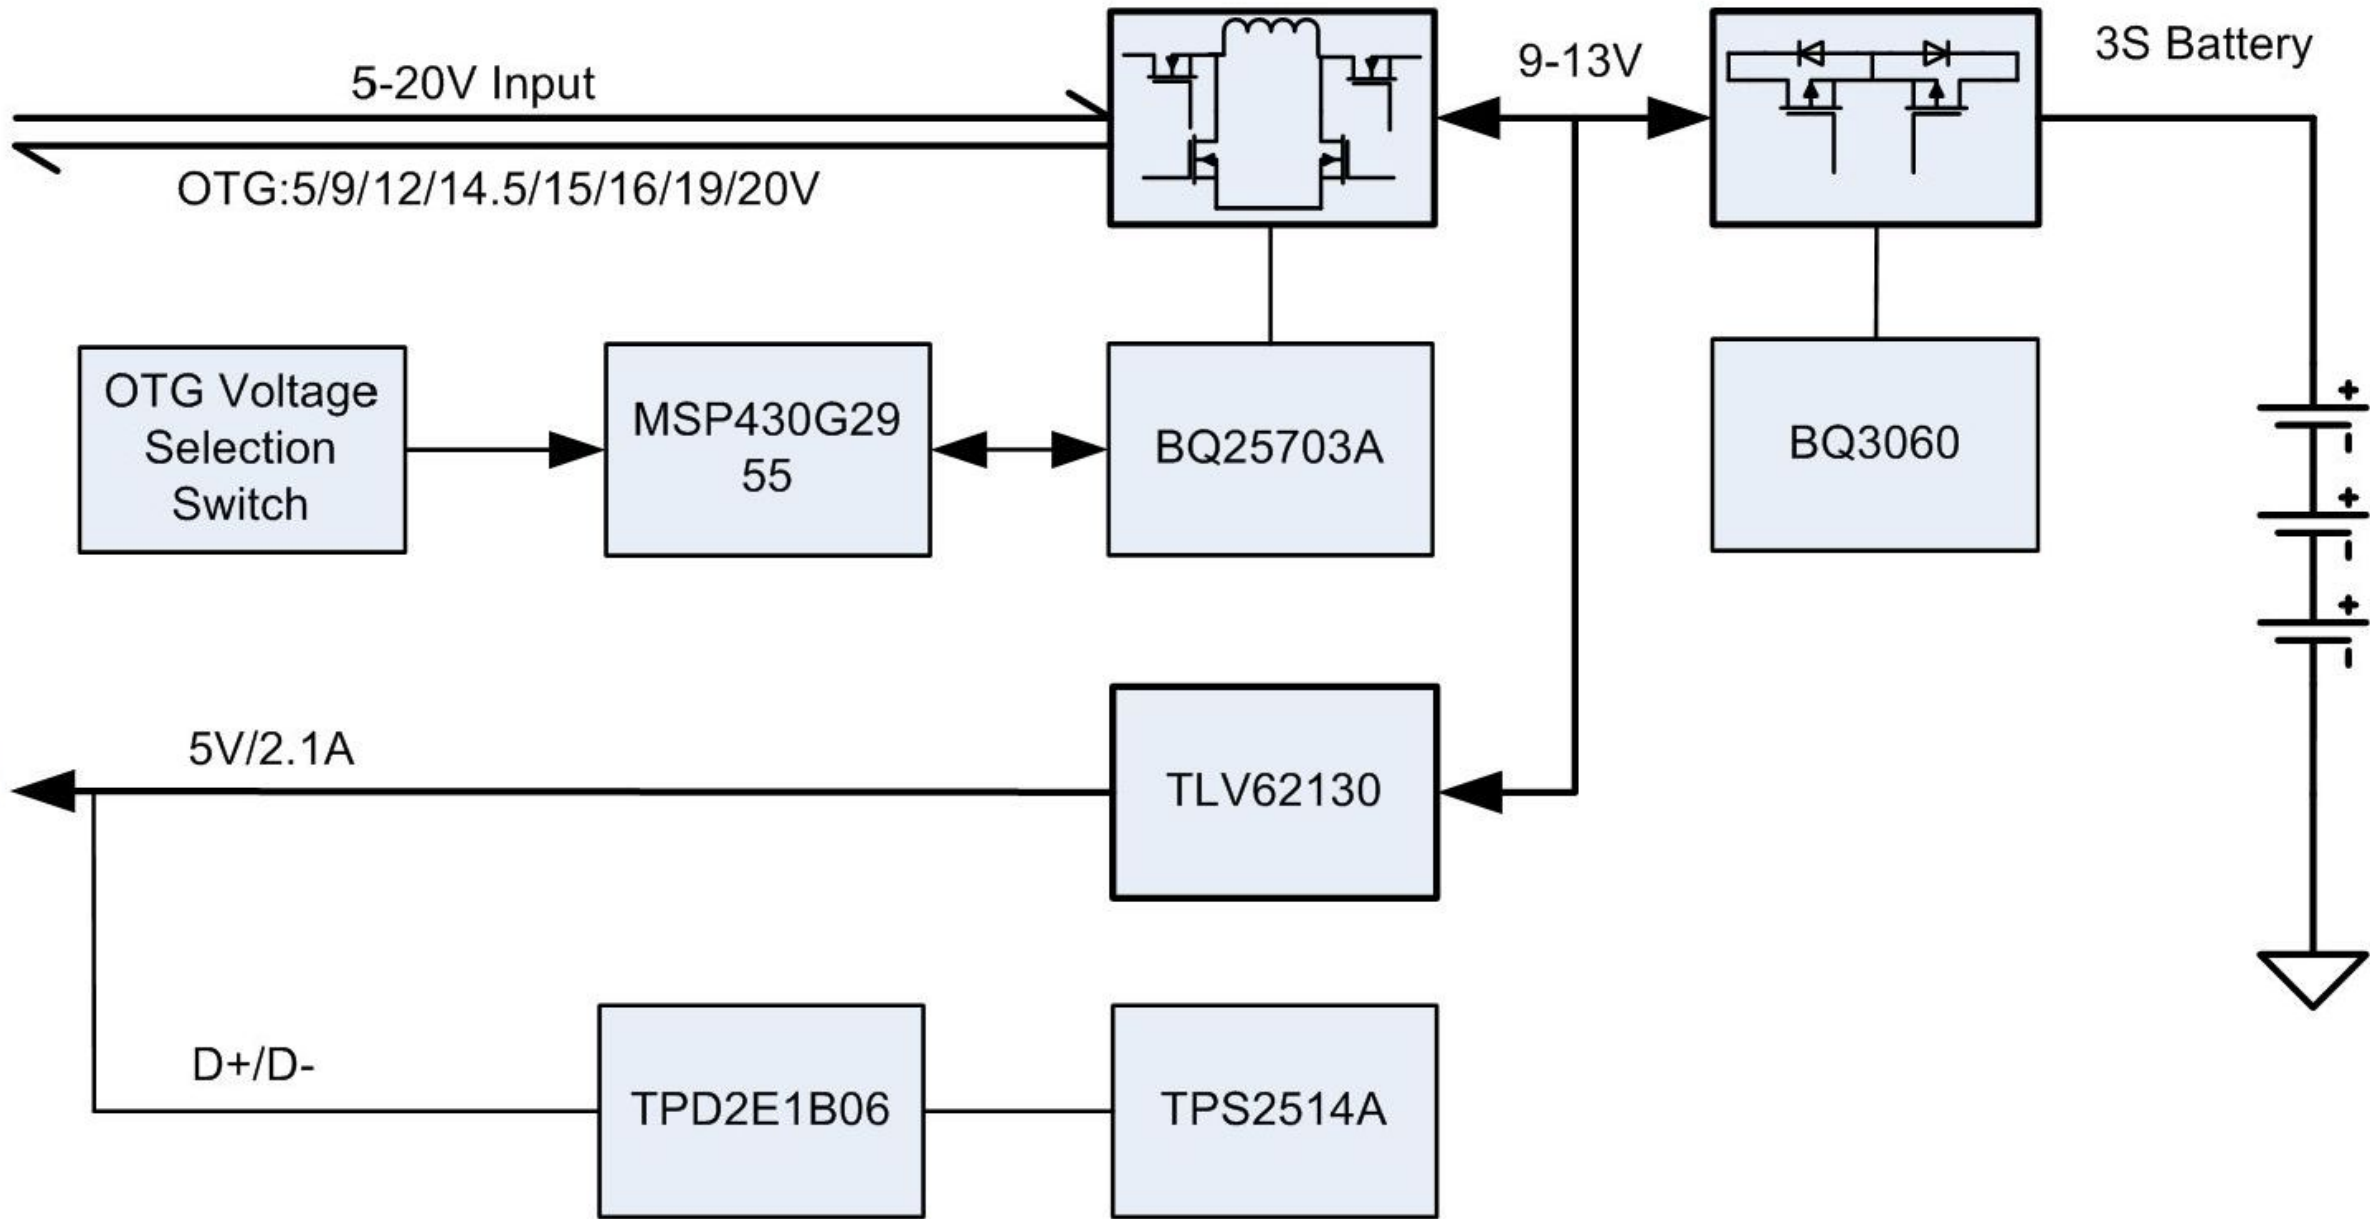 5-20V Input
OTG:5/9/12/14.5/15/16/19/20V
9-13V
3S Battery
OTG Voltage
Selection
Switch
MSP430G29
55
BQ25703A
BQ3060
+
-
+
-
+
-
5V/2.1A
TLV62130
D+/D-
TPD2E1B06
TPS2514A